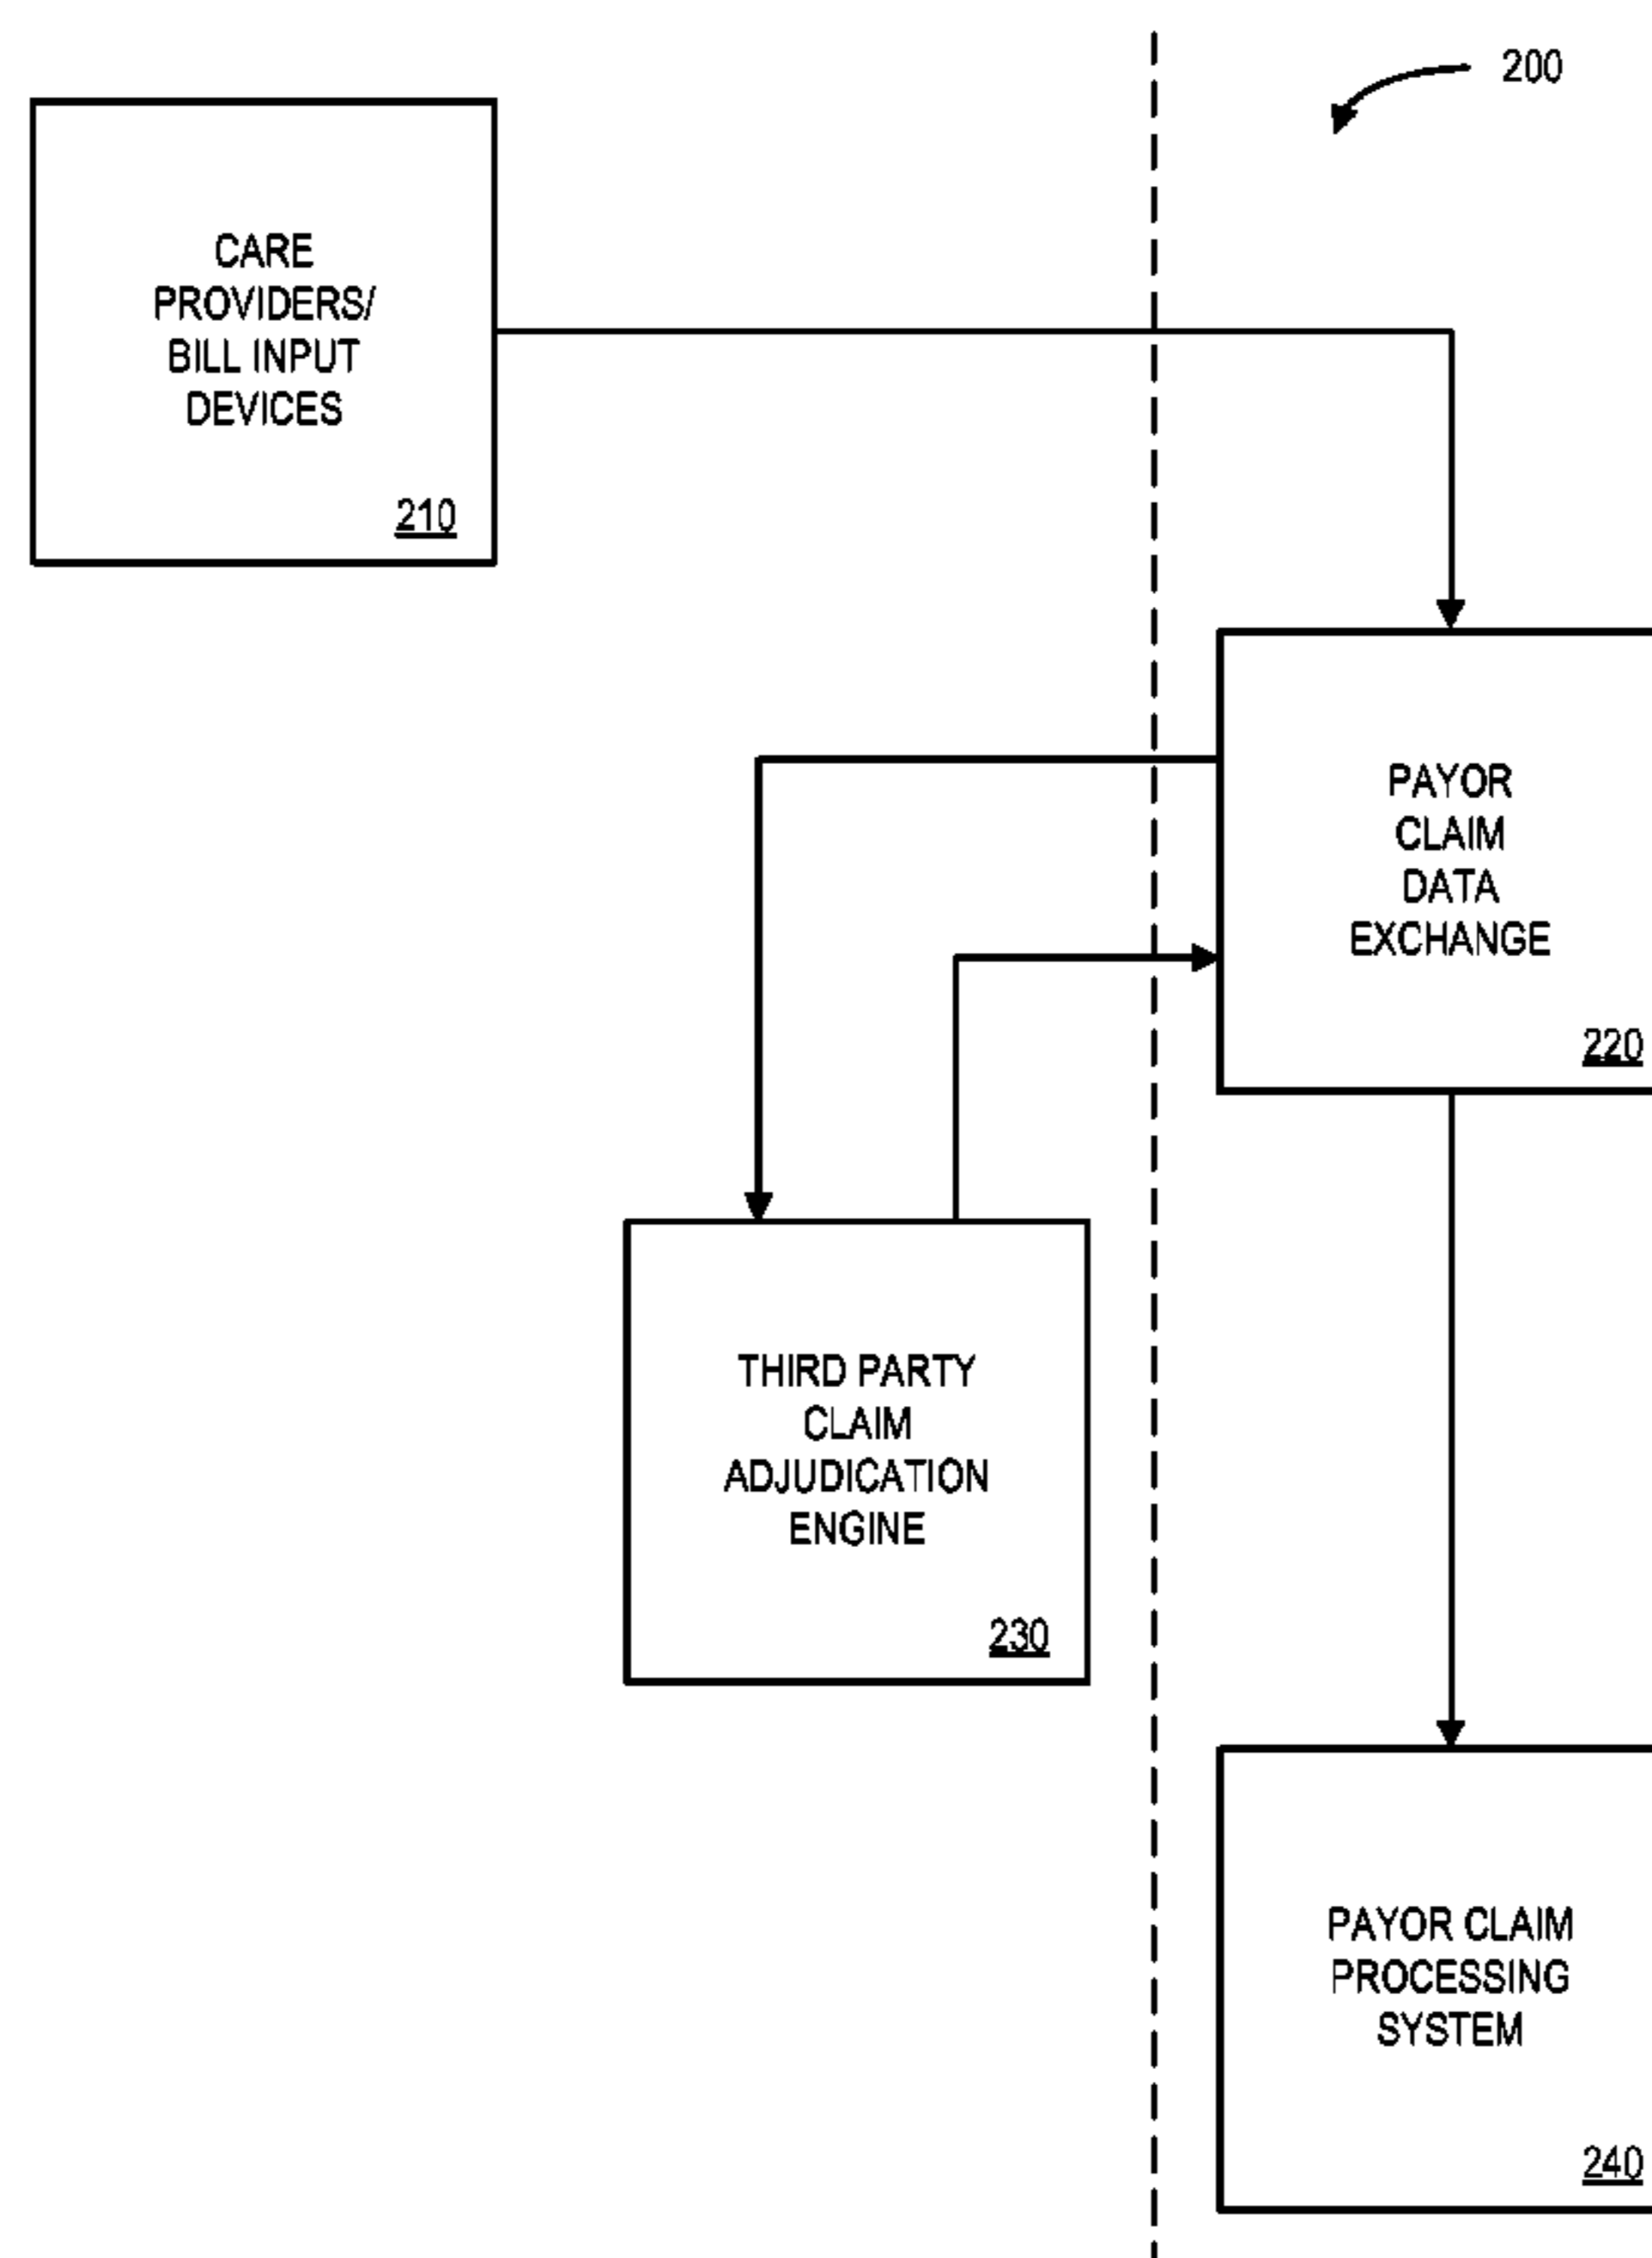 200
CARE
PROVIDERS/
BILL INPUT
DEVICES
210
PAYOR
CLAIM
DATA
EXCHANGE
220
THIRD PARTY
CLAIM
ADJUDICATION
ENGINE
230
PAYOR CLAIM
PROCESSING
SYSTEM
240